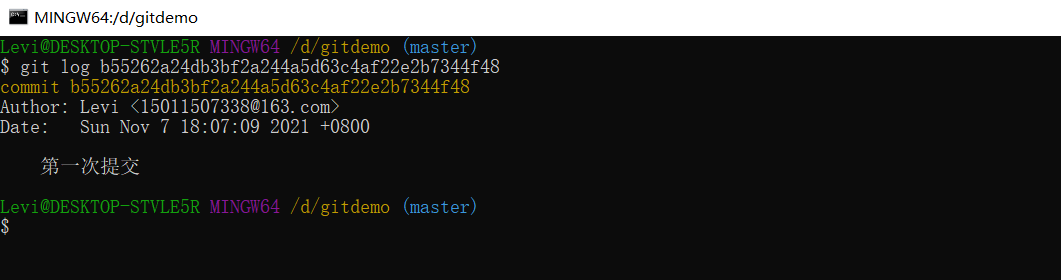 MINGW64:/d/gitdemo
Levi@DESKTOP-STVLE5R MINGW64 /d/gitdemo (master)
$ git log b55262a24db3bf2a244a5d63c4af22e2b7344f48
commit b55262a24db3bf2a244a5d63c4af22e2b7344f48
Author: Levi <15011507338@163.com>
Date:   Sun Nov 7 18:07:09 2021 +0800
第一次提交
Levi@DESKTOP-STVLE5R MINGW64 /d/gitdemo (master)
$